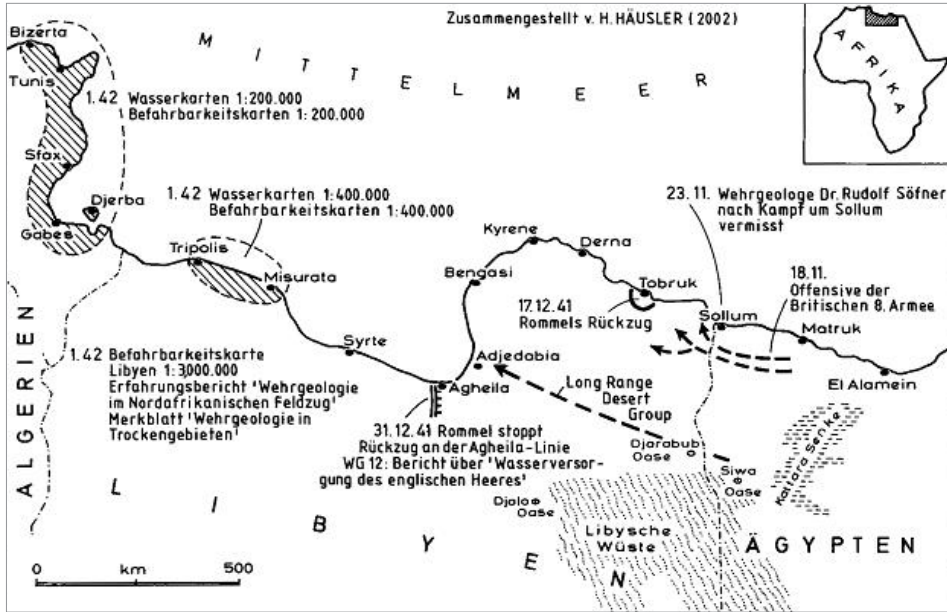 Zusammengestellt v. H. HÄUSLER (2002)
AFRIKA
MITTELMEER
Bizerta
Tunis
1.42 Wasserkarten 1:200.000
Befahrbarkeitskarten 1:200.000
Sfax
Djerba
Gabes
1.42 Wasserkarten 1:400.000
Befahrbarkeitskarten 1:400.000
Tripolis
Misurata
23.11. Wehrgeologe Dr. Rudolf Söfner
nach Kampf um Sollum
vermisst
Kyrene
Derna
Bengasi
Tobruk
18.11.
Offensive der
Britischen 8. Armee
17.12.41
Rommels Rückzug
Sollum
Matruk
El Alamein
Syrte
Adjedabia
Agheila
1.42 Befahrbarkeitskarte
Libyen 1:3,000.000
Erfahrungsbericht 'Wehrgeologie
im Nordafrikanischen Feldzug'
Merkblatt 'Wehrgeologie in
Trockengebieten'
Long Range
Desert
Group
31.12.41 Rommel stoppt
Rückzug an der Agheila-Linie
WG 12: Bericht über 'Wasserversor-
gung des englischen Heeres'
Djarabub
Oase
Siwa
Oase
Kattara Senke
Djolo
Oase
Libysche
Wüste
ALGERIEN
LIBYEN
ÄGYPTEN
0 km 500